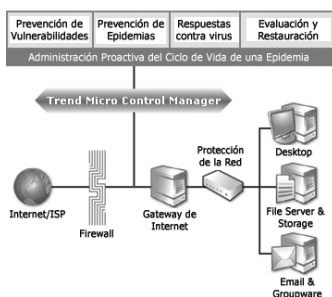 Prevención de Vulnerabilidades
Prevención de Epidemias
Respuestas contra virus
Evaluación y Restauración
Administración Proactiva del Ciclo de Vida de una Epidemia
Trend Micro Control Manager
Protección de la Red
Desktop
Internet/ISP
Firewall
Gateway de Internet
File Server & Storage
Email & Groupware